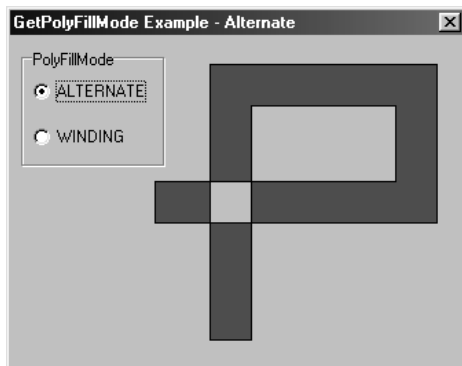 GetPolyFillMode Example - Alternate
PolyFillMode
ALTERNATE
WINDING